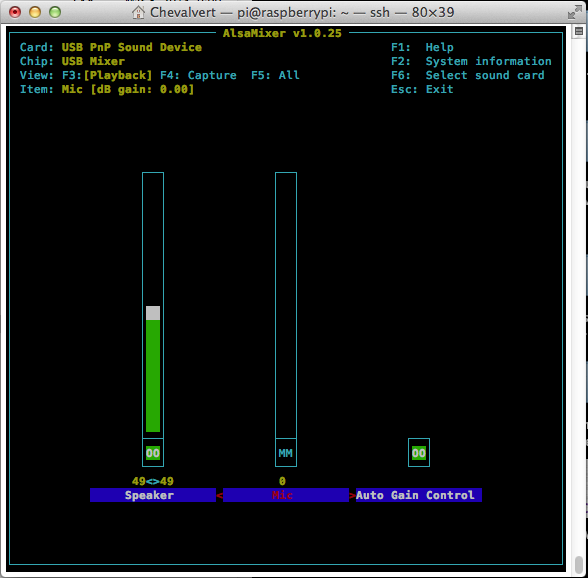 Chevalvert — pi@raspberrypi: ~ — ssh — 80×39
AlsaMixer v1.0.25
Card: USB PnP Sound Device F1: Help
Chip: USB Mixer F2: System information
View: F3:[Playback] F4: Capture F5: All F6: Select sound card
Item: Mic [dB gain: 0.00] Esc: Exit
OO MM OO
49<>49 0
Speaker < Mic >Auto Gain Control